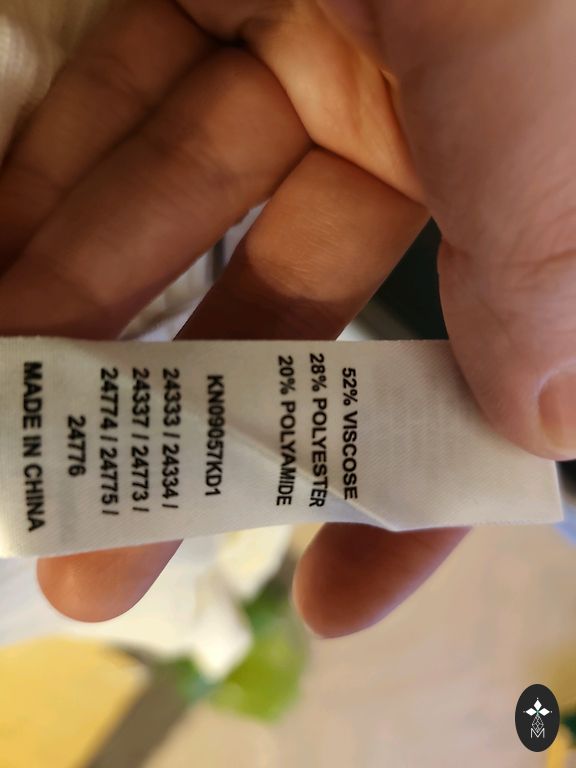 52% VISCOSE
28% POLYESTER
20% POLYAMIDE
KN09057KD1
24333 / 24334 /
24337 / 24773 /
24774 / 24775 /
24776
MADE IN CHINA
M